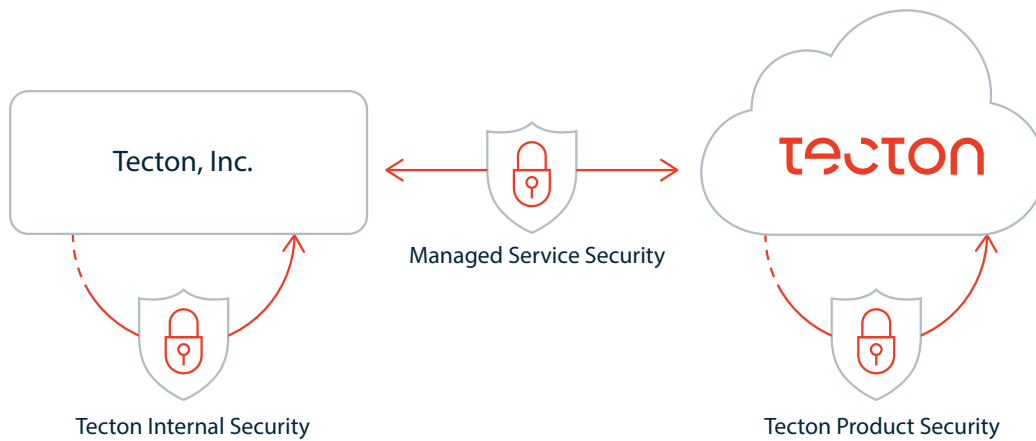 Tecton, Inc.
tecton
Managed Service Security
Tecton Internal Security
Tecton Product Security